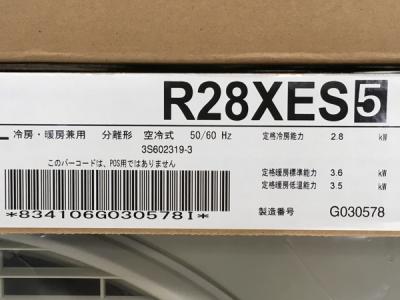 R28XES5
冷房・暖房兼用 分離形 空冷式 50/60 Hz
3S602319-3
このバーコードは、POS用ではありません
*834106G030578I*
定格冷房能力 2.8 kW
定格暖房標準能力 3.6 kW
定格暖房低温能力 3.5 kW
製造番号 G030578